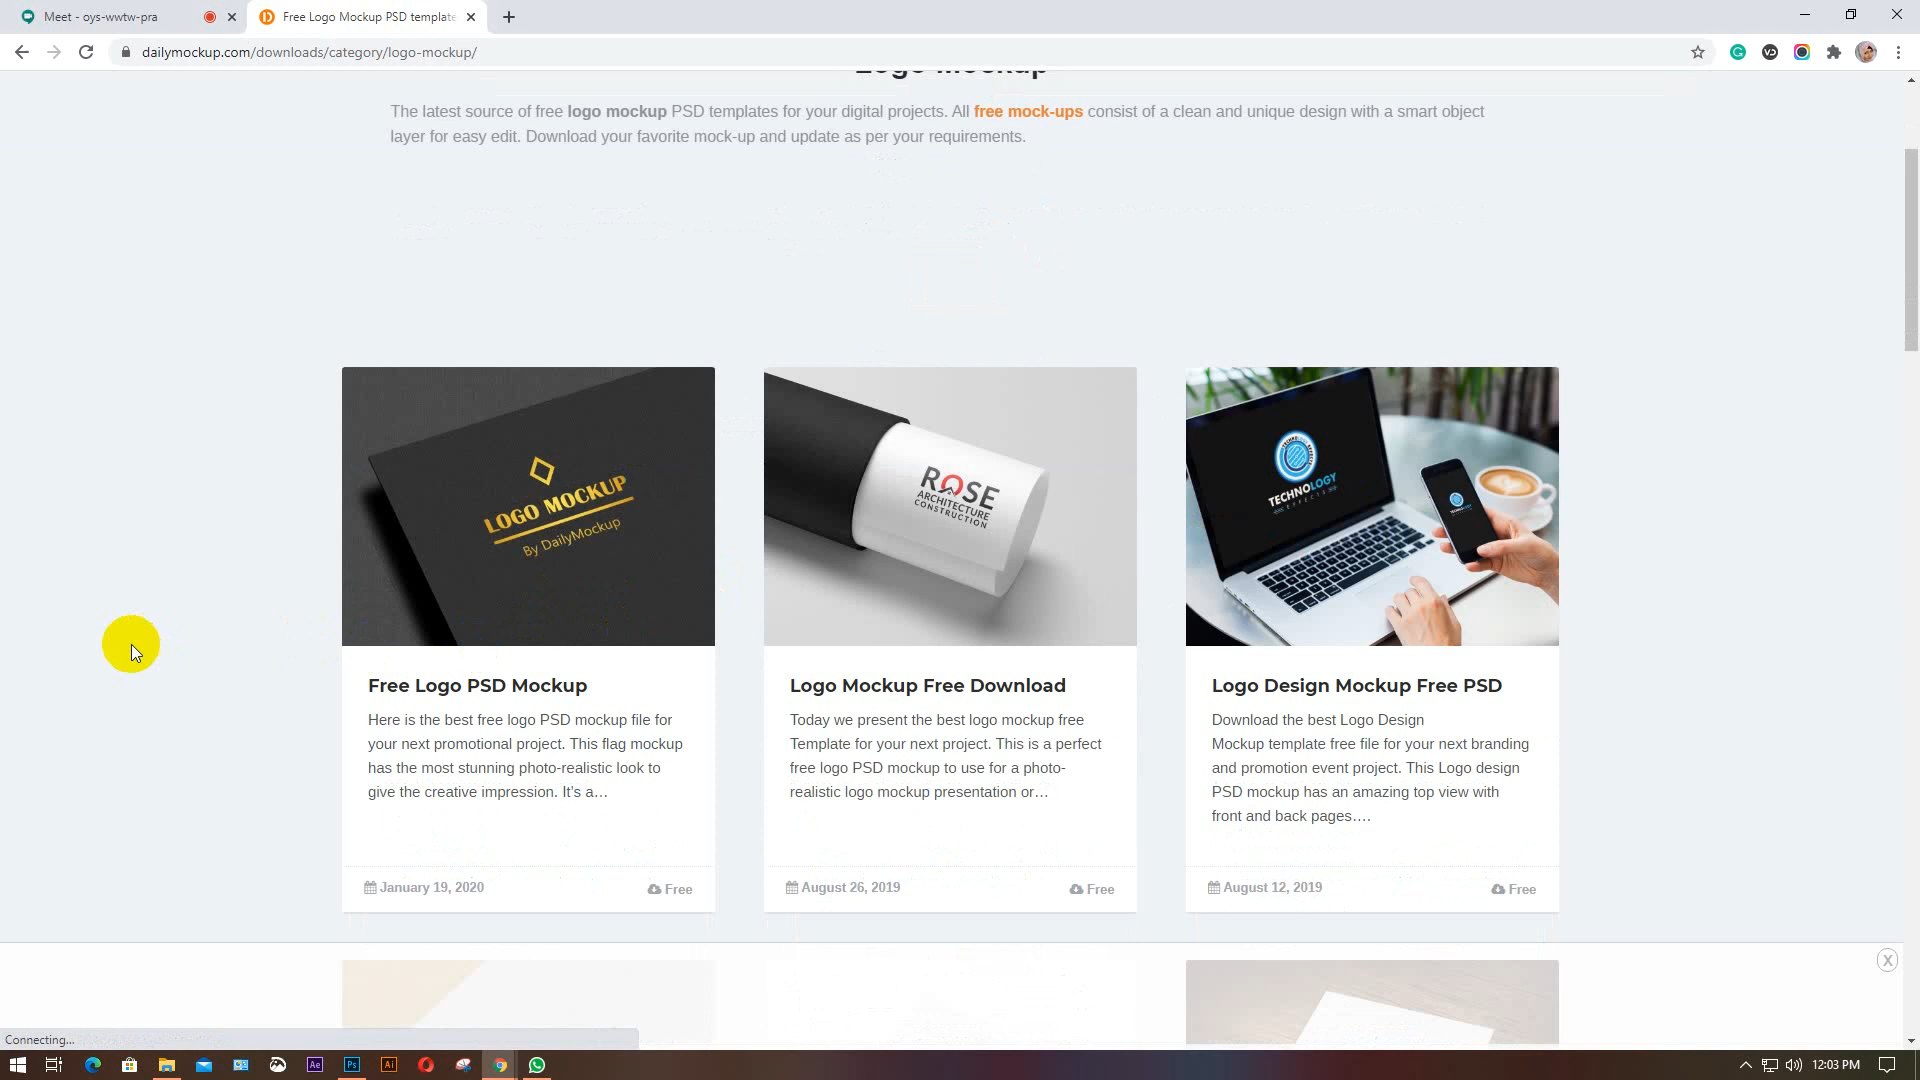 Meet - oys-wwtw-pra
Free Logo Mockup PSD template
dailymockup.com/downloads/category/logo-mockup/
Logo Mockup
The latest source of free logo mockup PSD templates for your digital projects. All free mock-ups consist of a clean and unique design with a smart object
layer for easy edit. Download your favorite mock-up and update as per your requirements.
LOGO MOCKUP
By DailyMockup
ROSE
ARCHITECTURE
CONSTRUCTION
TECHNOLOGY
EFFECTS
Free Logo PSD Mockup
Here is the best free logo PSD mockup file for
your next promotional project. This flag mockup
has the most stunning photo-realistic look to
give the creative impression. It's a…
January 19, 2020
Free
Logo Mockup Free Download
Today we present the best logo mockup free
Template for your next project. This is a perfect
free logo PSD mockup to use for a photo-
realistic logo mockup presentation or…
August 26, 2019
Free
Logo Design Mockup Free PSD
Download the best Logo Design
Mockup template free file for your next branding
and promotion event project. This Logo design
PSD mockup has an amazing top view with
front and back pages….
August 12, 2019
Free
X
Connecting...
Ae
Ps
Ai
12:03 PM